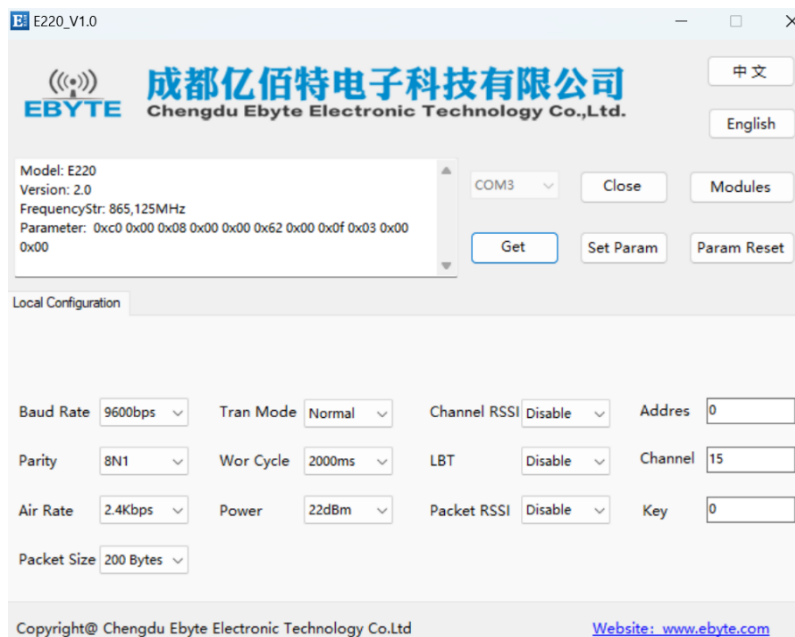 E220_V1.0
中文
EBYTE
成都亿佰特电子科技有限公司
Chengdu Ebyte Electronic Technology Co.,Ltd.
English
Model: E220
Version: 2.0
FrequencyStr: 865,125MHz
Parameter: 0xc0 0x00 0x08 0x00 0x00 0x62 0x00 0x0f 0x03 0x00
0x00
COM3 Close Modules
Get Set Param Param Reset
Local Configuration
Baud Rate 9600bps Tran Mode Normal Channel RSSI Disable Addres 0
Parity 8N1 Wor Cycle 2000ms LBT Disable Channel 15
Air Rate 2.4Kbps Power 22dBm Packet RSSI Disable Key 0
Packet Size 200 Bytes
Copyright@ Chengdu Ebyte Electronic Technology Co.Ltd Website: www.ebyte.com